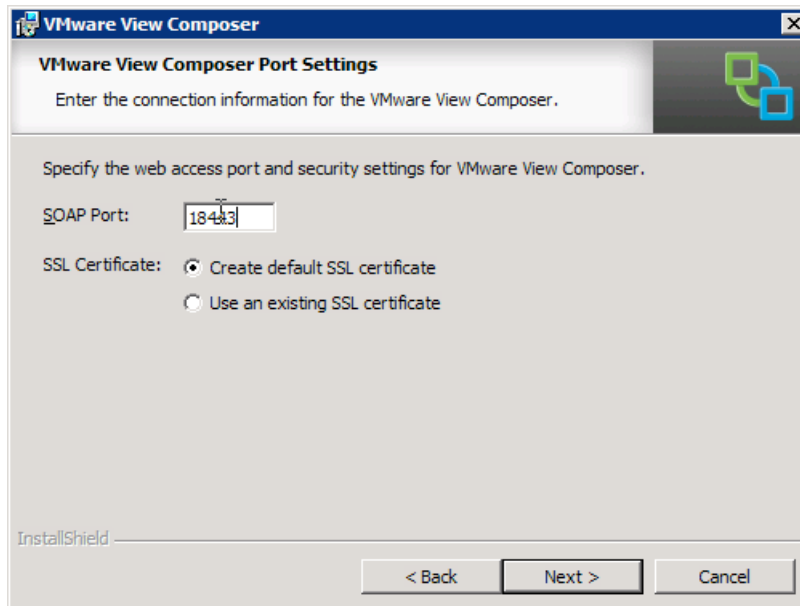 VMware View Composer
VMware View Composer Port Settings
Enter the connection information for the VMware View Composer.
Specify the web access port and security settings for VMware View Composer.
SOAP Port: 18443
SSL Certificate: Create default SSL certificate
Use an existing SSL certificate
InstallShield
< Back Next > Cancel